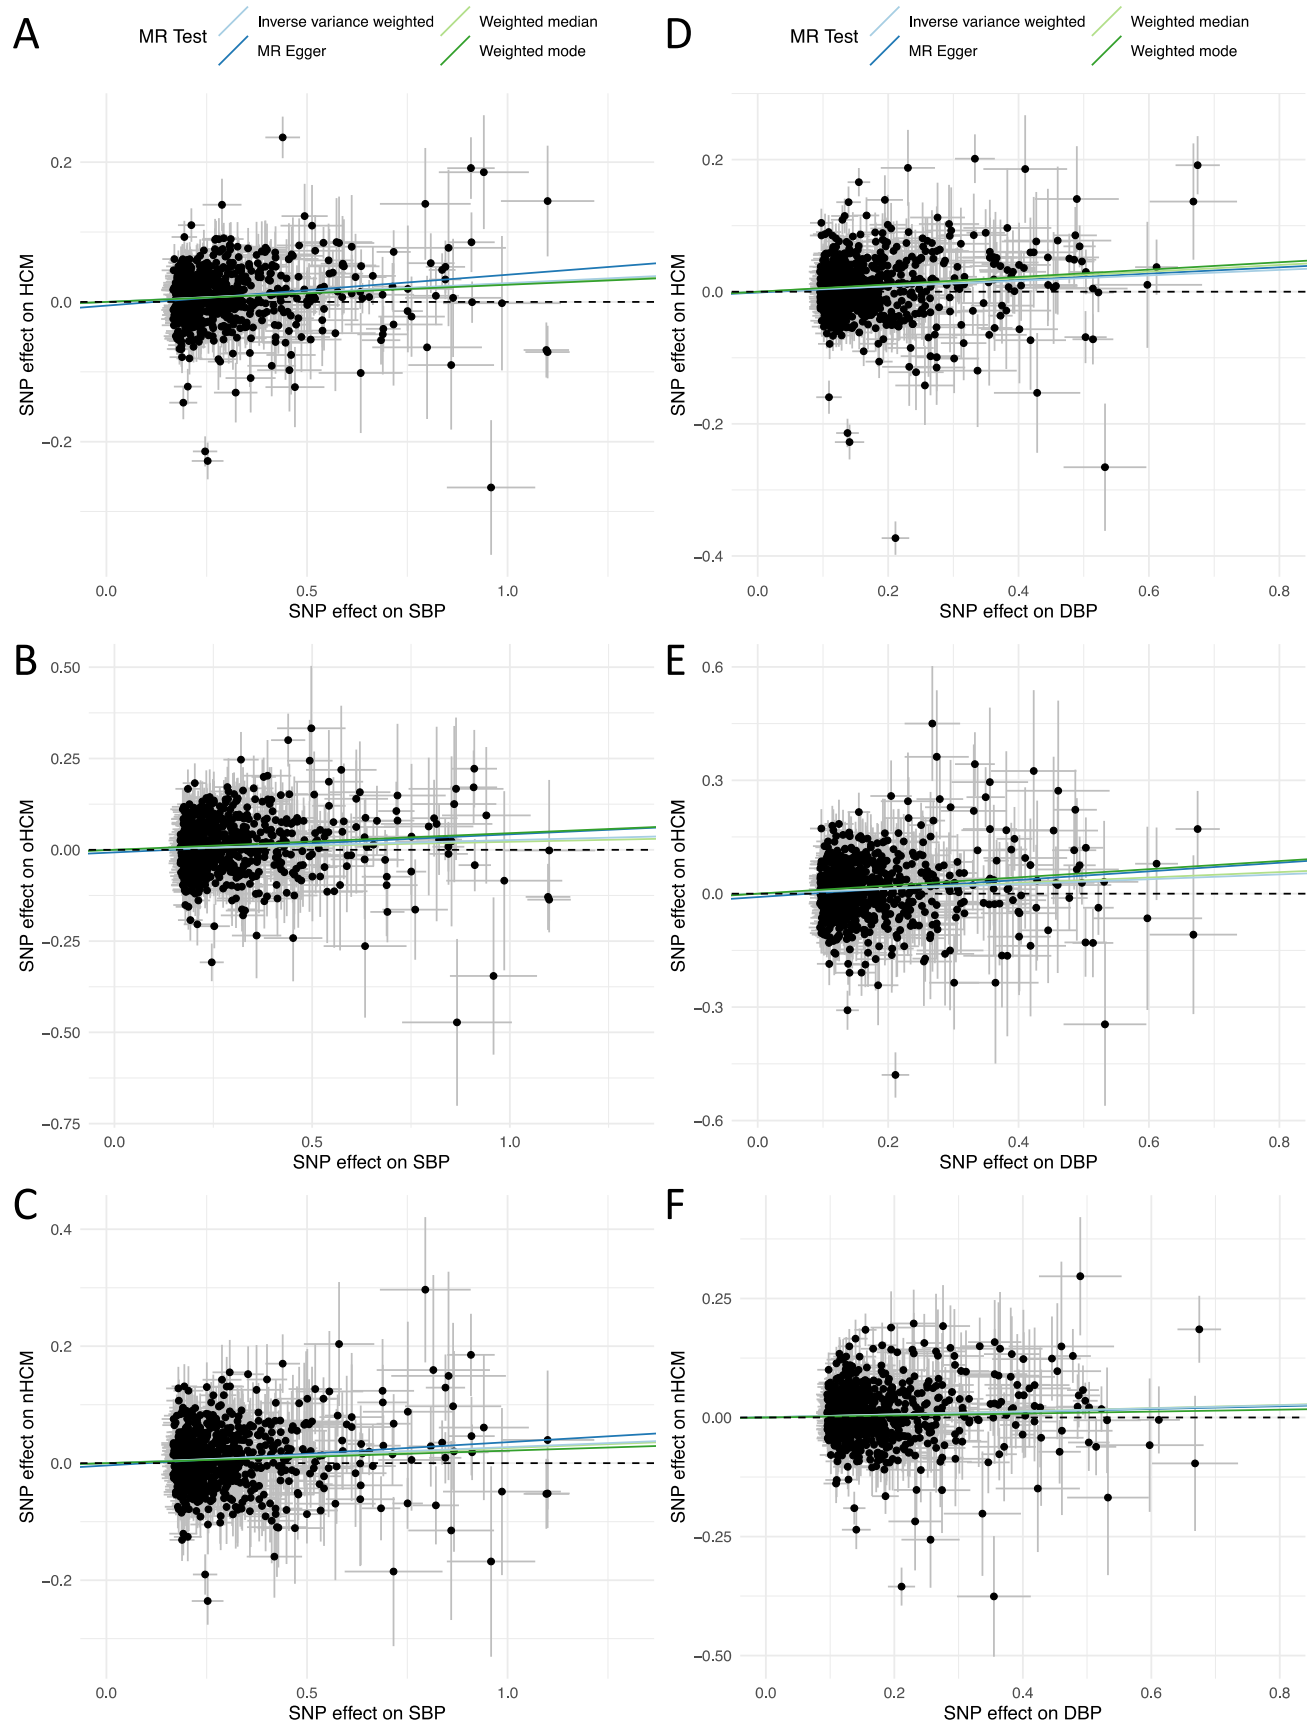 A
MR Test
Inverse variance weighted
Weighted median
MR Egger
Weighted mode
0.2
0.0
−0.2
SNP effect on HCM
0.0
0.5
1.0
SNP effect on SBP
D
MR Test
Inverse variance weighted
Weighted median
MR Egger
Weighted mode
0.2
0.0
−0.2
−0.4
SNP effect on HCM
0.0
0.2
0.4
0.6
0.8
SNP effect on DBP
B
0.50
0.25
0.00
−0.25
−0.50
−0.75
SNP effect on oHCM
0.0
0.5
1.0
SNP effect on SBP
E
0.6
0.3
0.0
−0.3
−0.6
SNP effect on oHCM
0.0
0.2
0.4
0.6
0.8
SNP effect on DBP
C
0.4
0.2
0.0
−0.2
SNP effect on nHCM
0.0
0.5
1.0
SNP effect on SBP
F
0.25
0.00
−0.25
−0.50
SNP effect on nHCM
0.0
0.2
0.4
0.6
0.8
SNP effect on DBP